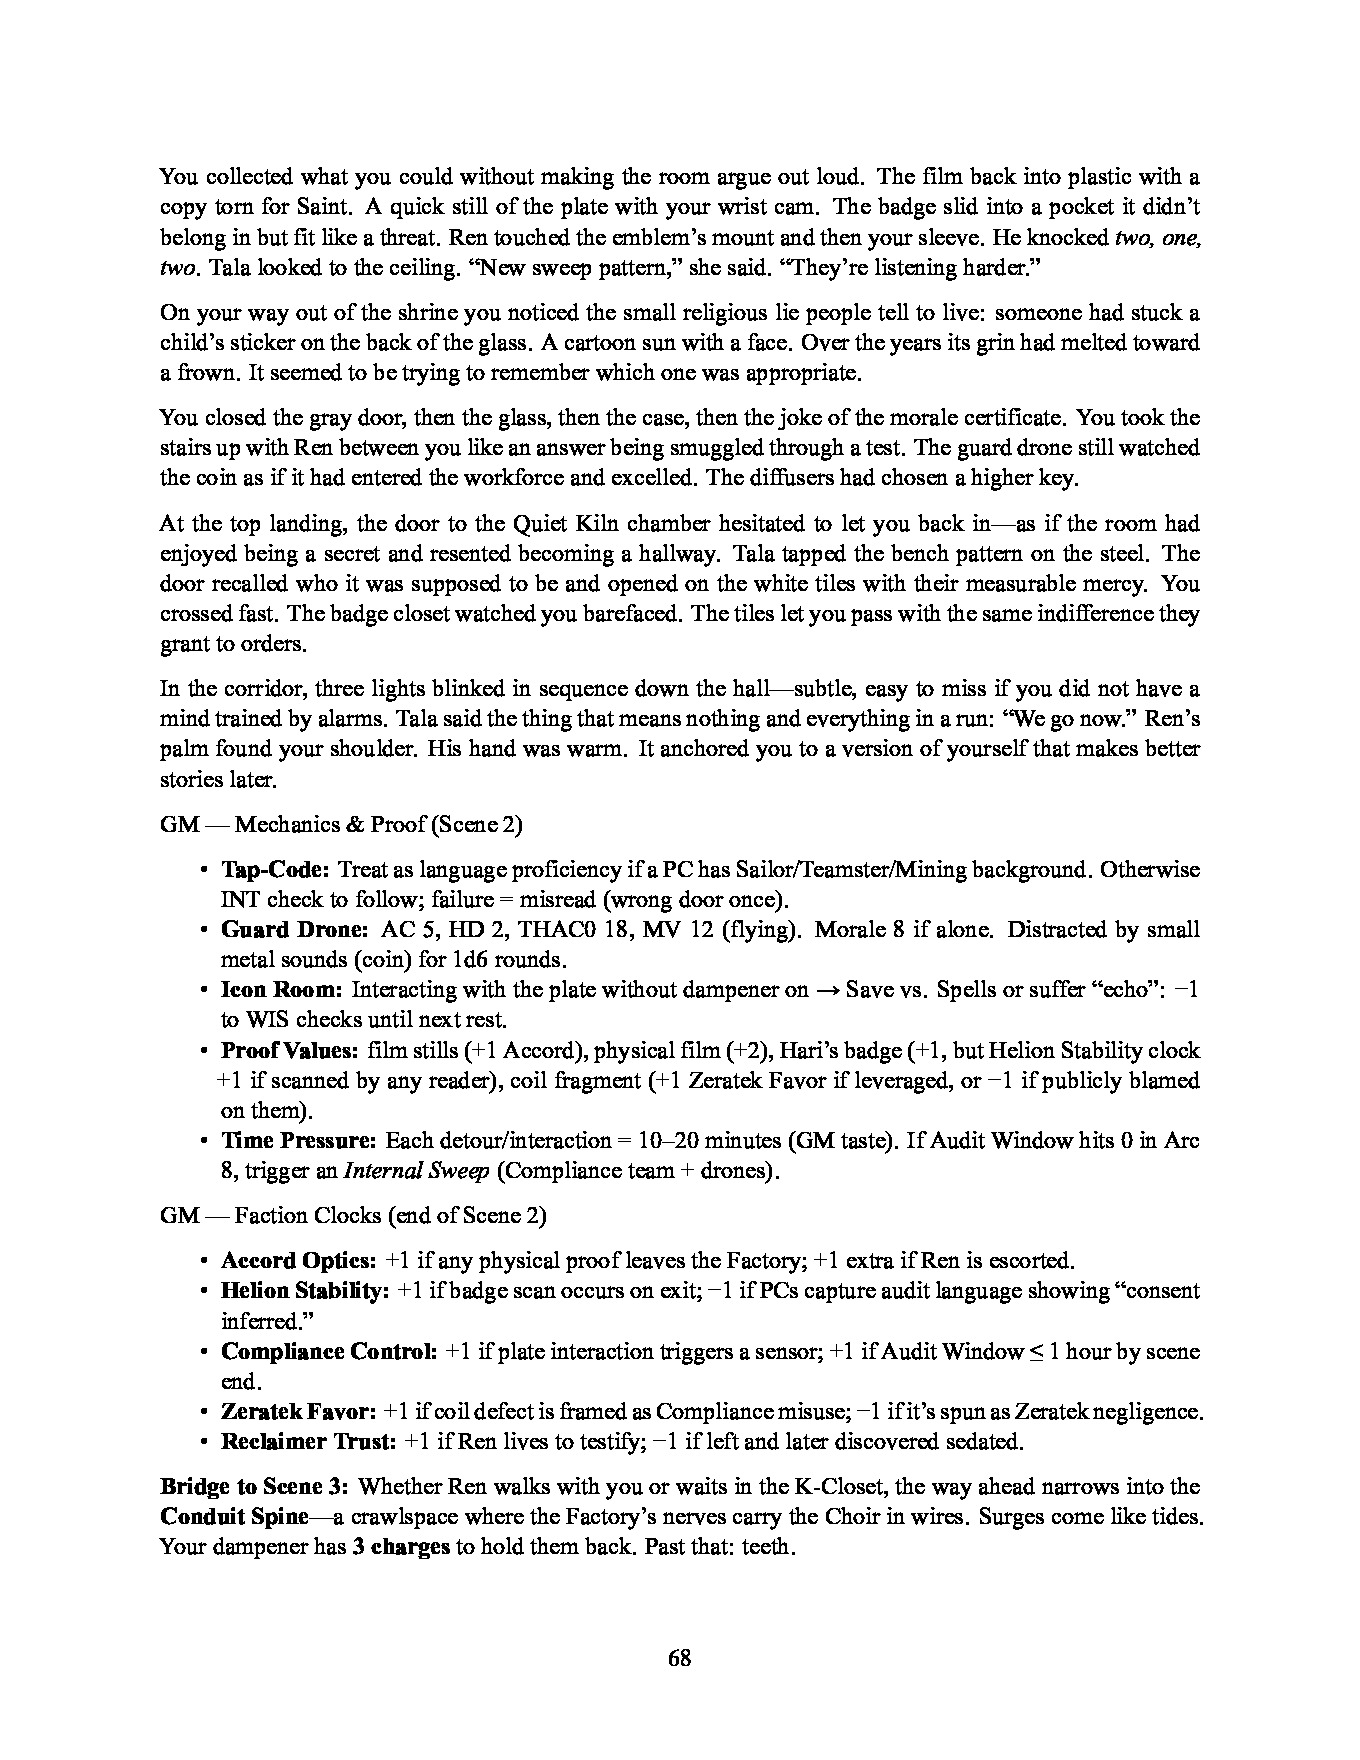 You collected what you could without making the room argue out loud. The film back into plastic with a
copy torn for Saint. A quick still of the plate with your wrist cam. The badge slid into a pocket it didn’t
belong in but fit like a threat. Ren touched the emblem’s mount and then your sleeve. He knocked two, one,
two. Tala looked to the ceiling. “New sweep pattern,” she said. “They’re listening harder.”
On your way out of the shrine you noticed the small religious lie people tell to live: someone had stuck a
child’s sticker on the back of the glass. A cartoon sun with a face. Over the years its grin had melted toward
a frown. It seemed to be trying to remember which one was appropriate.
You closed the gray door, then the glass, then the case, then the joke of the morale certificate. You took the
stairs up with Ren between you like an answer being smuggled through a test. The guard drone still watched
the coin as if it had entered the workforce and excelled. The diffusers had chosen a higher key.
At the top landing, the door to the Quiet Kiln chamber hesitated to let you back in—as if the room had
enjoyed being a secret and resented becoming a hallway. Tala tapped the bench pattern on the steel. The
door recalled who it was supposed to be and opened on the white tiles with their measurable mercy. You
crossed fast. The badge closet watched you barefaced. The tiles let you pass with the same indifference they
grant to orders.
In the corridor, three lights blinked in sequence down the hall—subtle, easy to miss if you did not have a
mind trained by alarms. Tala said the thing that means nothing and everything in a run: “We go now.” Ren’s
palm found your shoulder. His hand was warm. It anchored you to a version of yourself that makes better
stories later.
GM — Mechanics & Proof (Scene 2)
• Tap-Code: Treat as language proficiency if a PC has Sailor/Teamster/Mining background. Otherwise
INT check to follow; failure = misread (wrong door once).
• Guard Drone: AC 5, HD 2, THAC0 18, MV 12 (flying). Morale 8 if alone. Distracted by small
metal sounds (coin) for 1d6 rounds.
• Icon Room: Interacting with the plate without dampener on → Save vs. Spells or suffer “echo”: −1
to WIS checks until next rest.
• Proof Values: film stills (+1 Accord), physical film (+2), Hari’s badge (+1, but Helion Stability clock
+1 if scanned by any reader), coil fragment (+1 Zeratek Favor if leveraged, or −1 if publicly blamed
on them).
• Time Pressure: Each detour/interaction = 10–20 minutes (GM taste). If Audit Window hits 0 in Arc
8, trigger an Internal Sweep (Compliance team + drones).
GM — Faction Clocks (end of Scene 2)
• Accord Optics: +1 if any physical proof leaves the Factory; +1 extra if Ren is escorted.
• Helion Stability: +1 if badge scan occurs on exit; −1 if PCs capture audit language showing “consent
inferred.”
• Compliance Control: +1 if plate interaction triggers a sensor; +1 if Audit Window ≤ 1 hour by scene
end.
• Zeratek Favor: +1 if coil defect is framed as Compliance misuse; −1 if it’s spun as Zeratek negligence.
• Reclaimer Trust: +1 if Ren lives to testify; −1 if left and later discovered sedated.
Bridge to Scene 3: Whether Ren walks with you or waits in the K-Closet, the way ahead narrows into the
Conduit Spine—a crawlspace where the Factory’s nerves carry the Choir in wires. Surges come like tides.
Your dampener has 3 charges to hold them back. Past that: teeth.
68